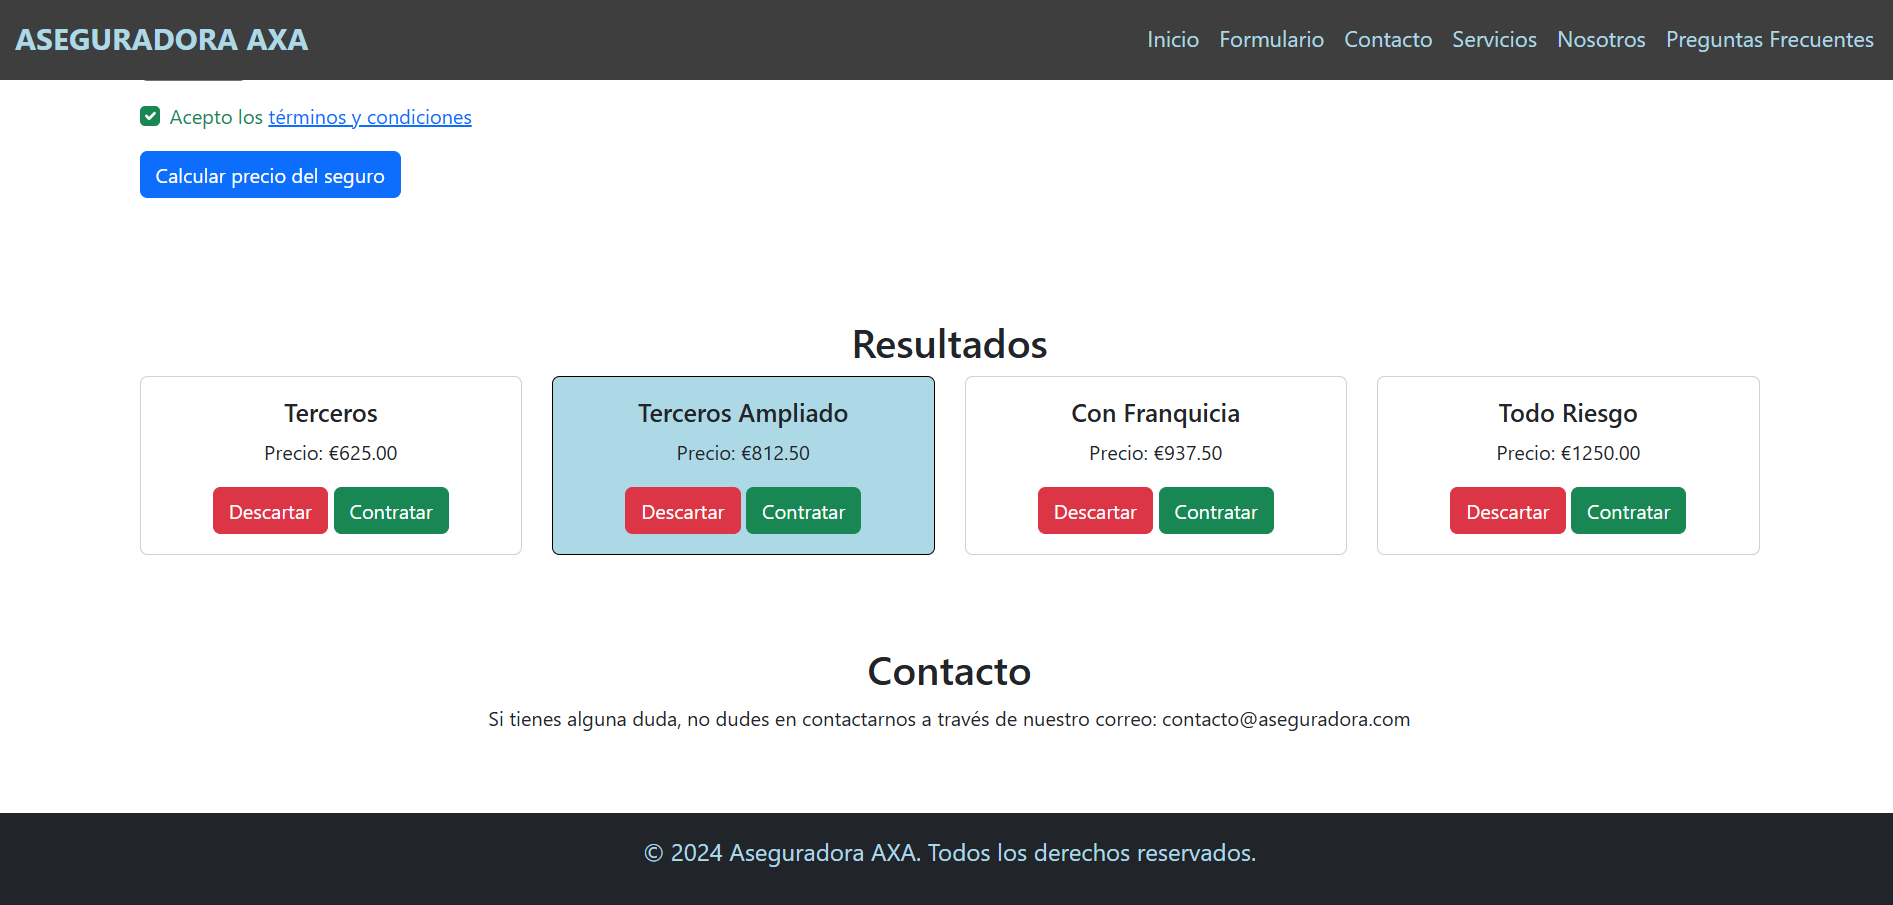 ASEGURADORA AXA
Inicio Formulario Contacto Servicios Nosotros Preguntas Frecuentes
Acepto los términos y condiciones
Calcular precio del seguro
Resultados
Terceros
Precio: €625.00
Descartar Contratar
Terceros Ampliado
Precio: €812.50
Descartar Contratar
Con Franquicia
Precio: €937.50
Descartar Contratar
Todo Riesgo
Precio: €1250.00
Descartar Contratar
Contacto
Si tienes alguna duda, no dudes en contactarnos a través de nuestro correo: contacto@aseguradora.com
© 2024 Aseguradora AXA. Todos los derechos reservados.